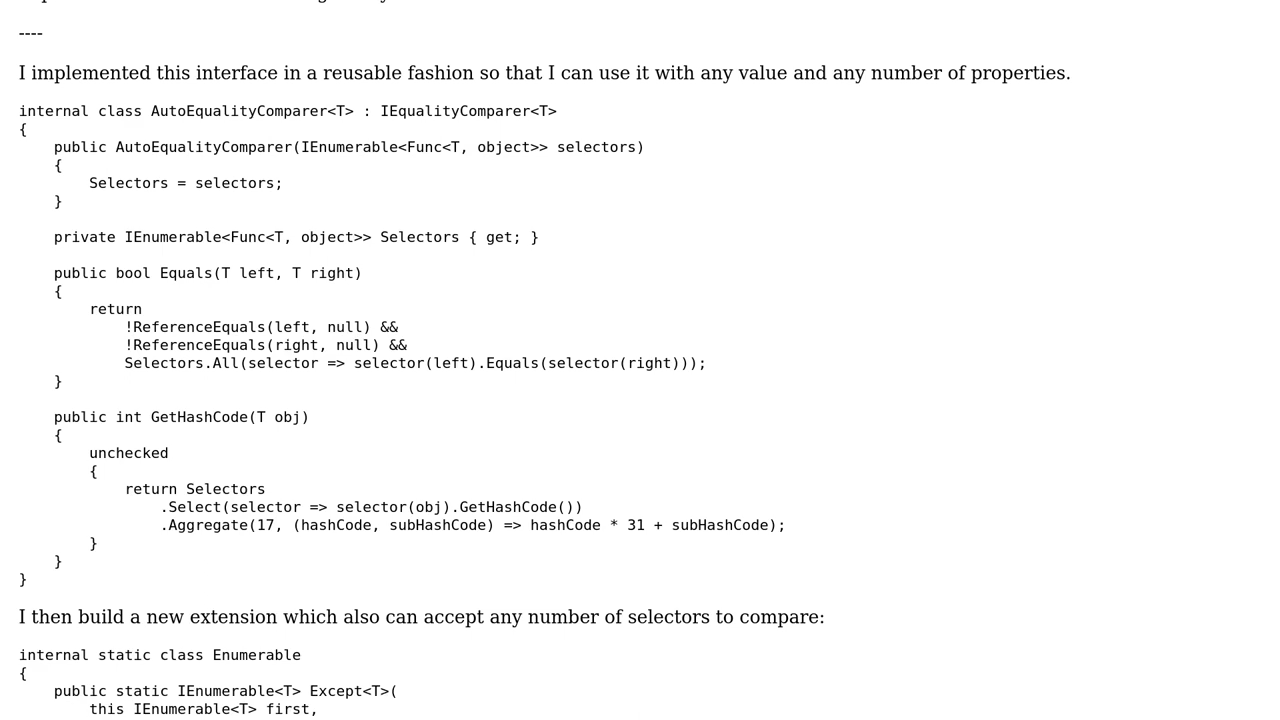 ----
I implemented this interface in a reusable fashion so that I can use it with any value and any number of properties.
internal class AutoEqualityComparer<T> : IEqualityComparer<T>
{
    public AutoEqualityComparer(IEnumerable<Func<T, object>> selectors)
    {
        Selectors = selectors;
    }

    private IEnumerable<Func<T, object>> Selectors { get; }

    public bool Equals(T left, T right)
    {
        return
            !ReferenceEquals(left, null) &&
            !ReferenceEquals(right, null) &&
            Selectors.All(selector => selector(left).Equals(selector(right)));
    }

    public int GetHashCode(T obj)
    {
        unchecked
        {
            return Selectors
                .Select(selector => selector(obj).GetHashCode())
                .Aggregate(17, (hashCode, subHashCode) => hashCode * 31 + subHashCode);
        }
    }
}
I then build a new extension which also can accept any number of selectors to compare:
internal static class Enumerable
{
    public static IEnumerable<T> Except<T>(
        this IEnumerable<T> first,